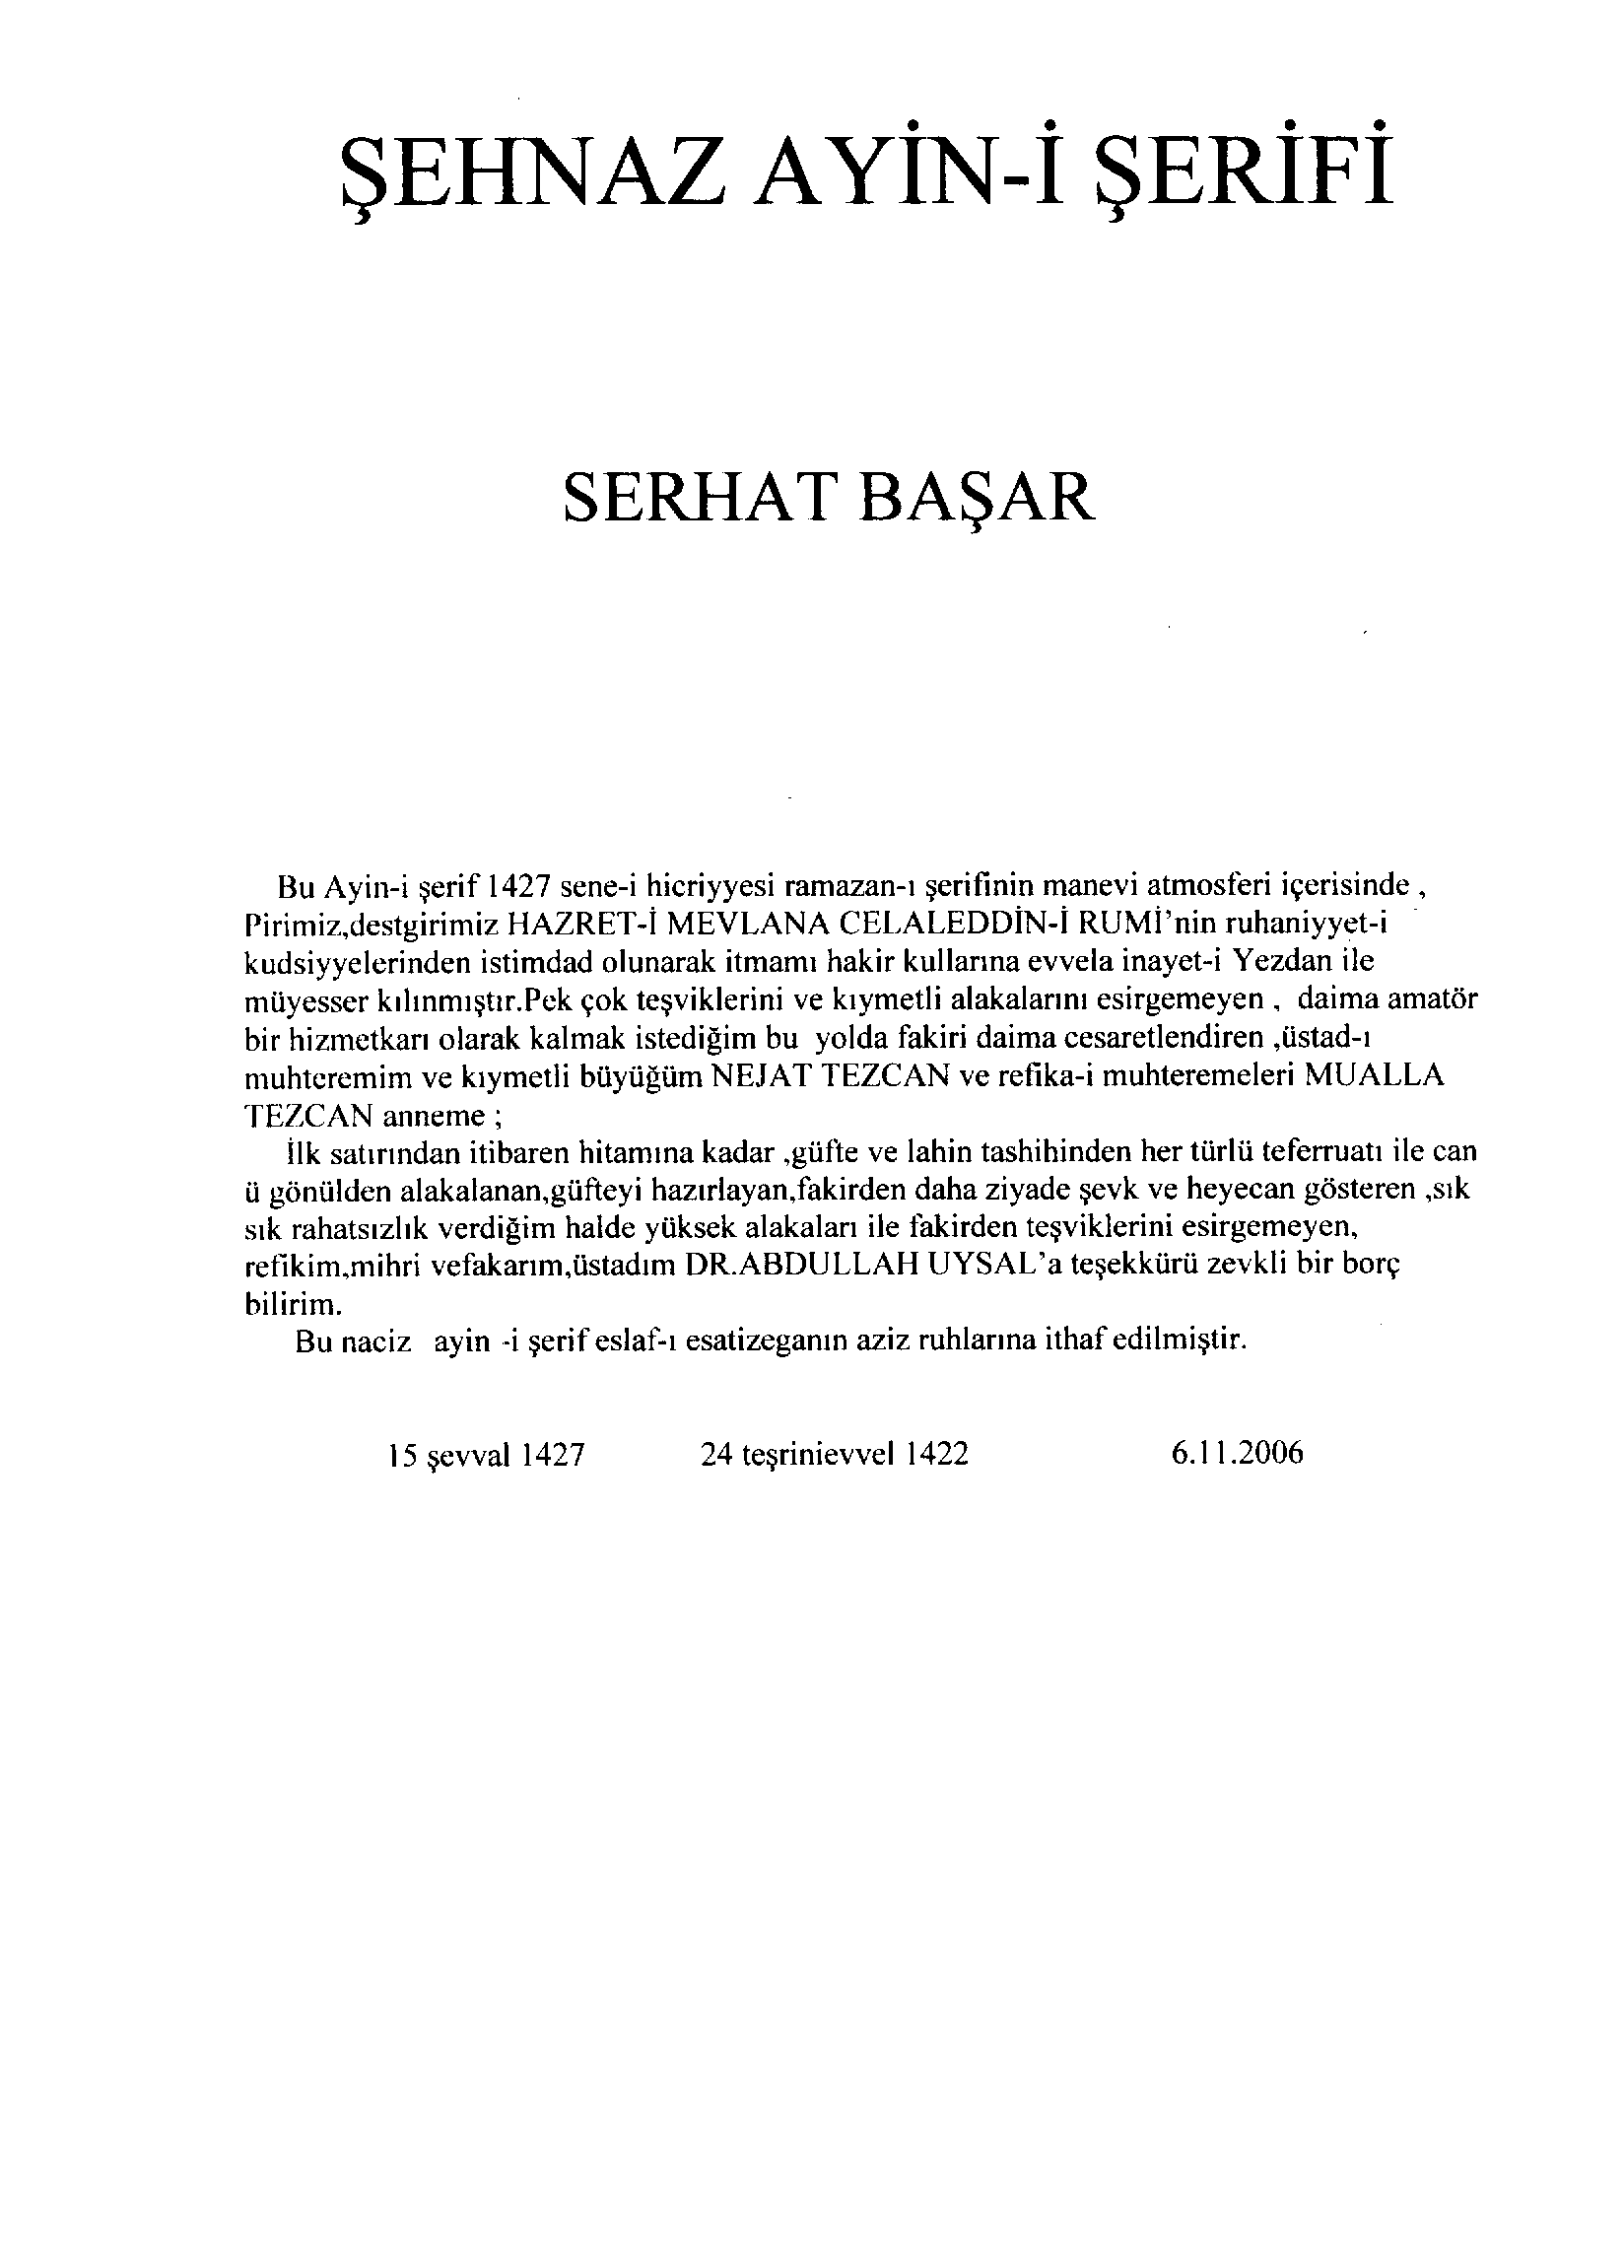 ŞEHNAZ AYİN-İ ŞERİFİ
SERHAT BAŞAR
Bu Ayin-i şerif 1427 sene-i hicriyyesi ramazan-ı şerifinin manevi atmosferi içerisinde ,
Pirimiz,destgirimiz HAZRET-İ MEVLANA CELALEDDİN-İ RUMİ'nin ruhaniyyet-i
kudsiyyelerinden istimdad olunarak itmamı hakir kullarına evvela inayet-i Yezdan ile
müyesser kılınmıştır.Pek çok teşviklerini ve kıymetli alakalarını esirgemeyen , daima amatör
bir hizmetkarı olarak kalmak istediğim bu yolda fakiri daima cesaretlendiren ,üstad-ı
muhteremim ve kıymetli büyüğüm NEJAT TEZCAN ve refika-i muhteremeleri MUALLA
TEZCAN anneme ;
İlk satırından itibaren hitamına kadar ,güfte ve lahin tashihinden her türlü teferruatı ile can
ü gönülden alakalanan,güfteyi hazırlayan,fakirden daha ziyade şevk ve heyecan gösteren ,sık
sık rahatsızlık verdiğim halde yüksek alakaları ile fakirden teşviklerini esirgemeyen,
refikim,mihri vefakarım,üstadım DR.ABDULLAH UYSAL'a teşekkürü zevkli bir borç
bilirim.
Bu naciz ayin -i şerif eslaf-ı esatizeganın aziz ruhlarına ithaf edilmiştir.
15 şevval 1427 24 teşrinievvel 1422 6.11.2006